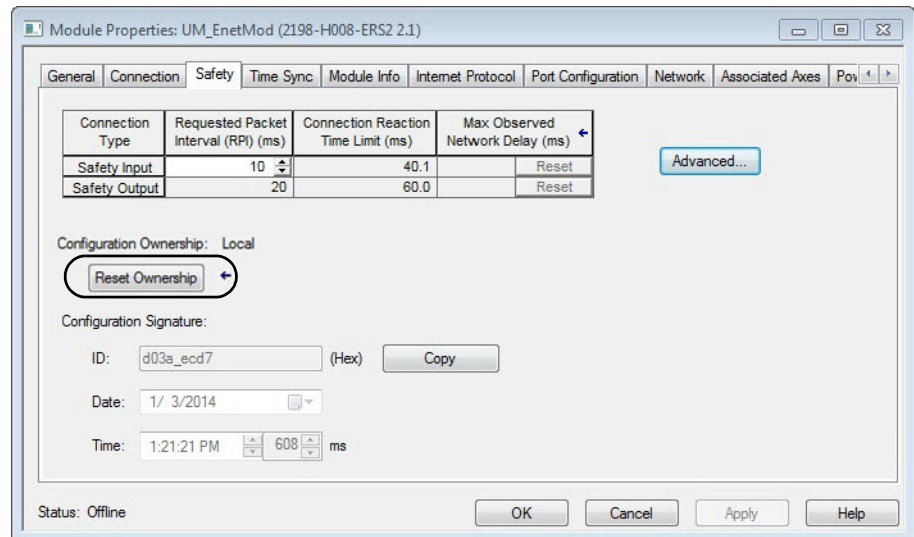 Module Properties: UM_EnetMod (2198-H008-ERS2 2.1)
General Connection Safety Time Sync Module Info Internet Protocol Port Configuration Network Associated Axes
Connection Type Requested Packet Interval (RPI) (ms) Connection Reaction Time Limit (ms) Max Observed Network Delay (ms)
Safety Input 10 40.1 Reset
Safety Output 20 60.0 Reset
Advanced...
Configuration Ownership: Local
Reset Ownership
Configuration Signature:
ID: d03a_ecd7 (Hex) Copy
Date: 1/ 3/2014
Time: 1:21:21 PM 608 ms
Status: Offline OK Cancel Apply Help